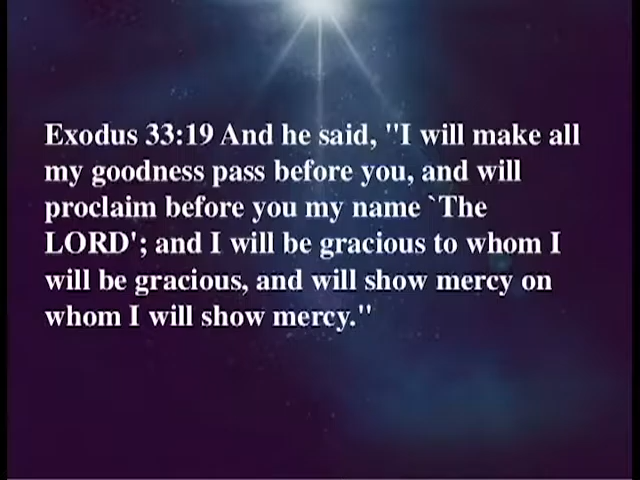 Exodus 33:19 And he said, "I will make all
my goodness pass before you, and will
proclaim before you my name `The
LORD'; and I will be gracious to whom I
will be gracious, and will show mercy on
whom I will show mercy."